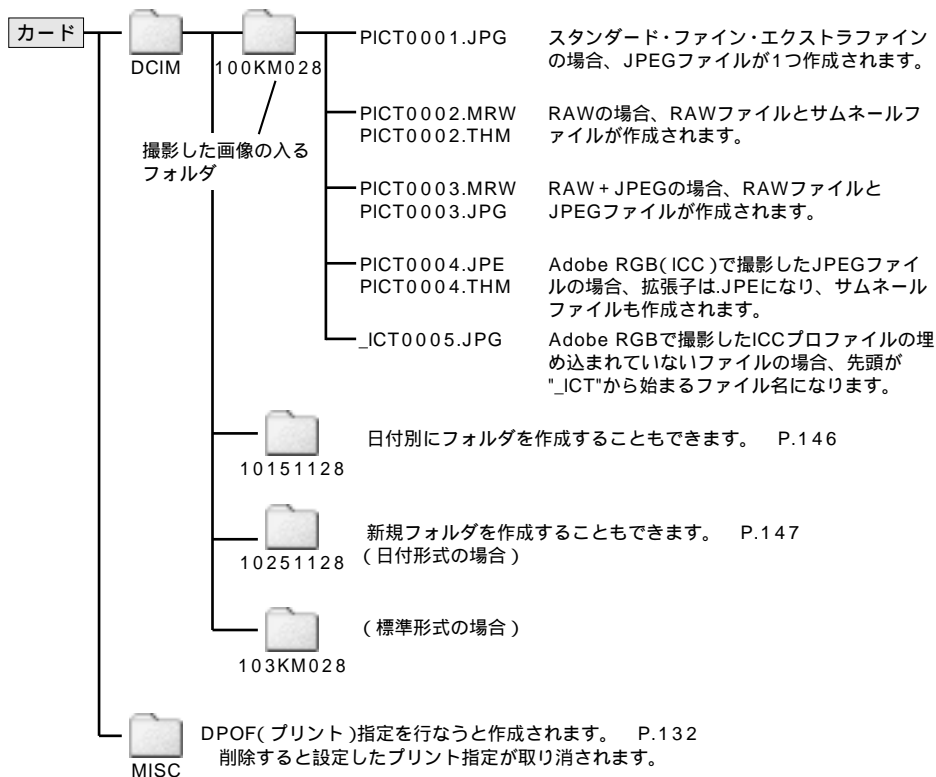 カード
DCIM
100KM028
撮影した画像の入る
フォルダ
PICT0001.JPG
スタンダード・ファイン・エクストラファイン
の場合、JPEGファイルが1つ作成されます。
PICT0002.MRW
PICT0002.THM
RAWの場合、RAWファイルとサムネールフ
ァイルが作成されます。
PICT0003.MRW
PICT0003.JPG
RAW+JPEGの場合、RAWファイルと
JPEGファイルが作成されます。
PICT0004.JPE
PICT0004.THM
Adobe RGB(ICC)で撮影したJPEGファイ
ルの場合、拡張子は.JPEになり、サムネール
ファイルも作成されます。
_ICT0005.JPG
Adobe RGBで撮影したICCプロファイルの埋
め込まれていないファイルの場合、先頭が
"_ICT"から始まるファイル名になります。
10151128
日付別にフォルダを作成することもできます。 P.146
10251128
新規フォルダを作成することもできます。 P.147
(日付形式の場合)
103KM028
(標準形式の場合)
MISC
DPOF(プリント)指定を行なうと作成されます。 P.132
削除すると設定したプリント指定が取り消されます。